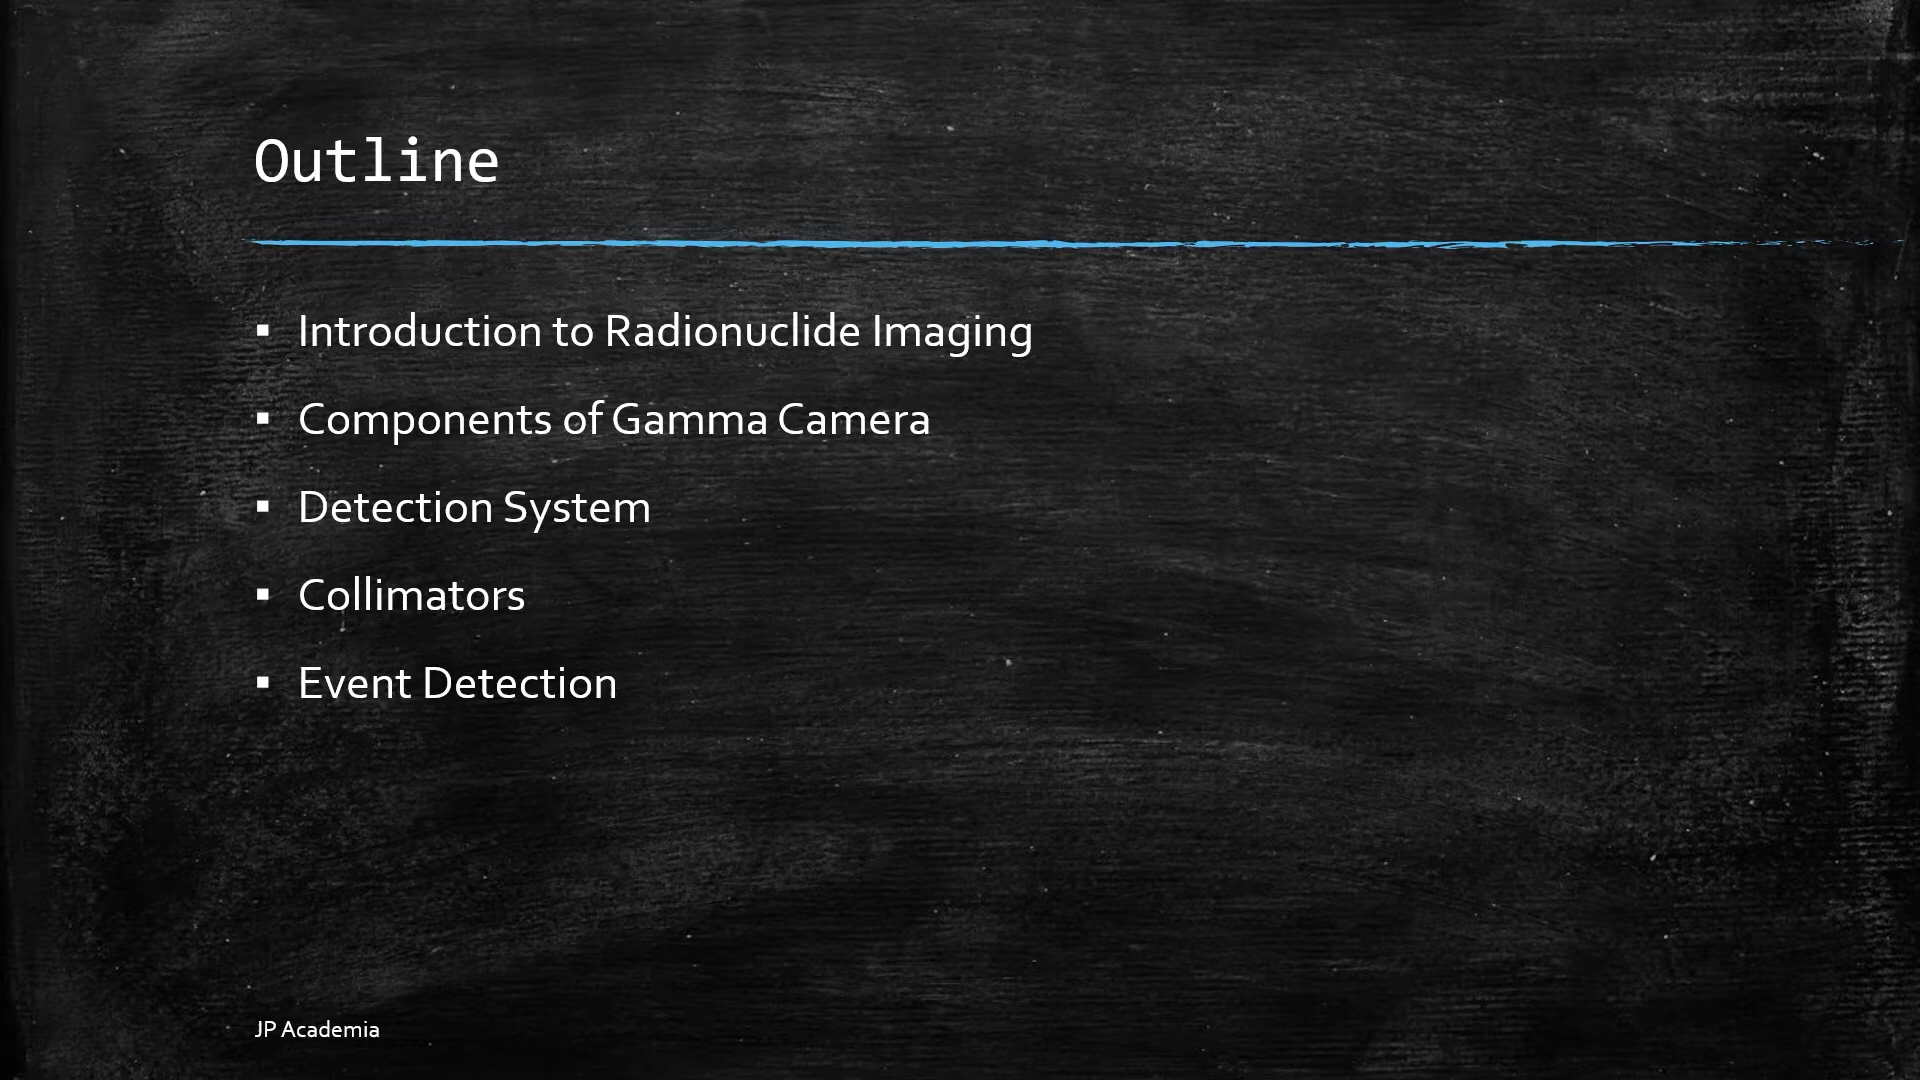 Outline
▪ Introduction to Radionuclide Imaging
▪ Components of Gamma Camera
▪ Detection System
▪ Collimators
▪ Event Detection
JP Academia